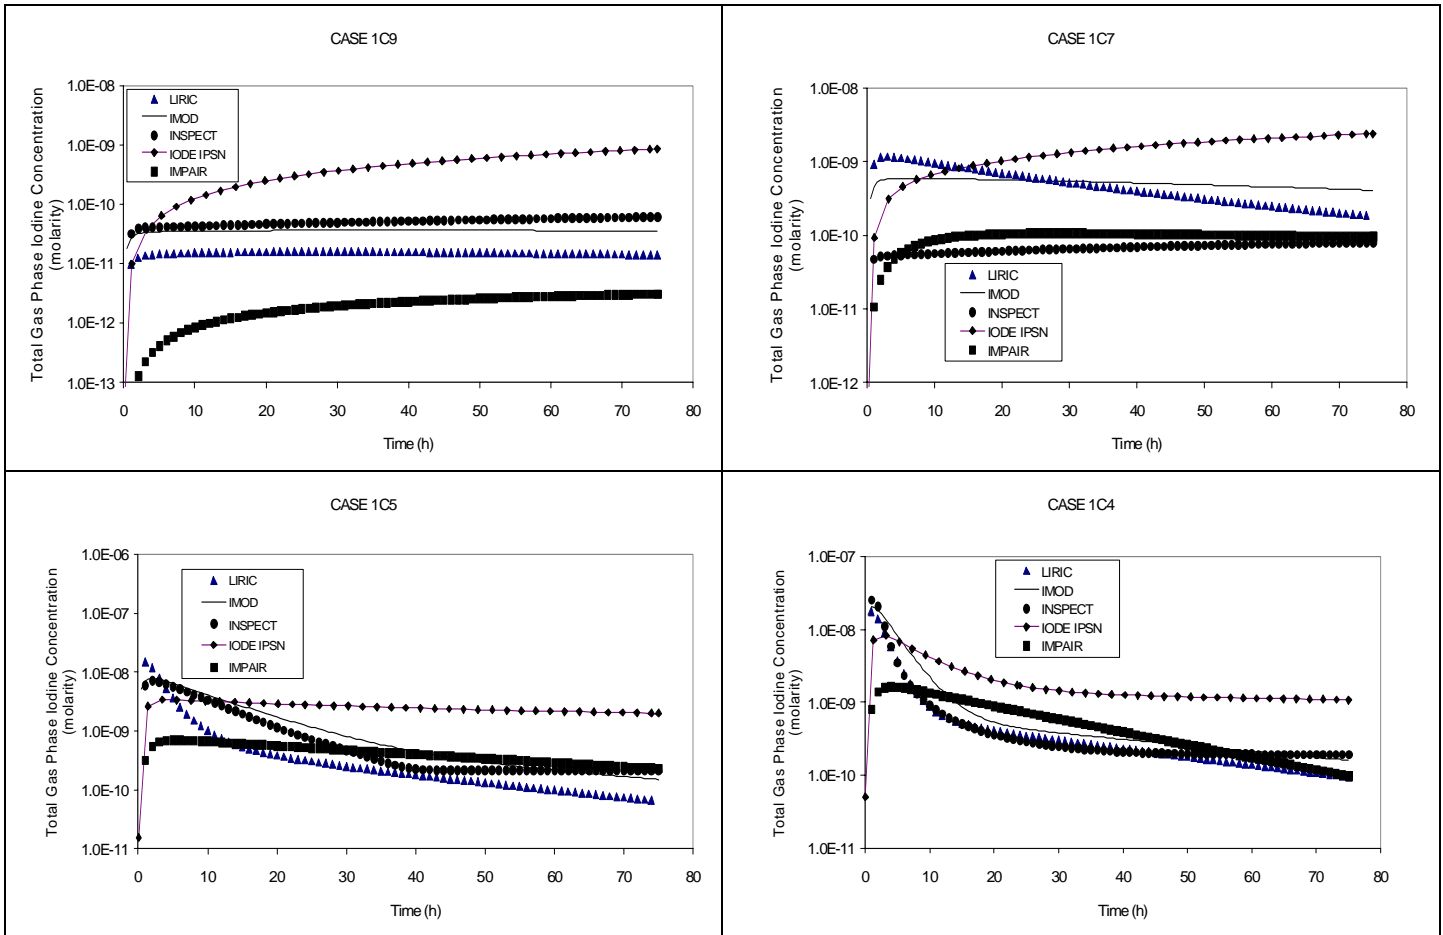 CASE 1C9
Total Gas Phase Iodine Concentration
(molarity)
1.0E-08
1.0E-09
1.0E-10
1.0E-11
1.0E-12
1.0E-13
LIRIC
IMOD
INSPECT
IODE IPSN
IMPAIR
0 10 20 30 40 50 60 70 80
Time (h)
CASE 1C7
Total Gas Phase Iodine Concentration
(molarity)
1.0E-08
1.0E-09
1.0E-10
1.0E-11
1.0E-12
LIRIC
IMOD
INSPECT
IODE IPSN
IMPAIR
0 10 20 30 40 50 60 70 80
Time (h)
CASE 1C5
Total Gas Phase Iodine Concentration
(molarity)
1.0E-06
1.0E-07
1.0E-08
1.0E-09
1.0E-10
1.0E-11
LIRIC
IMOD
INSPECT
IODE IPSN
IMPAIR
0 10 20 30 40 50 60 70 80
Time (h)
CASE 1C4
Total Gas Phase Iodine Concentration
(molarity)
1.0E-07
1.0E-08
1.0E-09
1.0E-10
1.0E-11
LIRIC
IMOD
INSPECT
IODE IPSN
IMPAIR
0 10 20 30 40 50 60 70 80
Time (h)